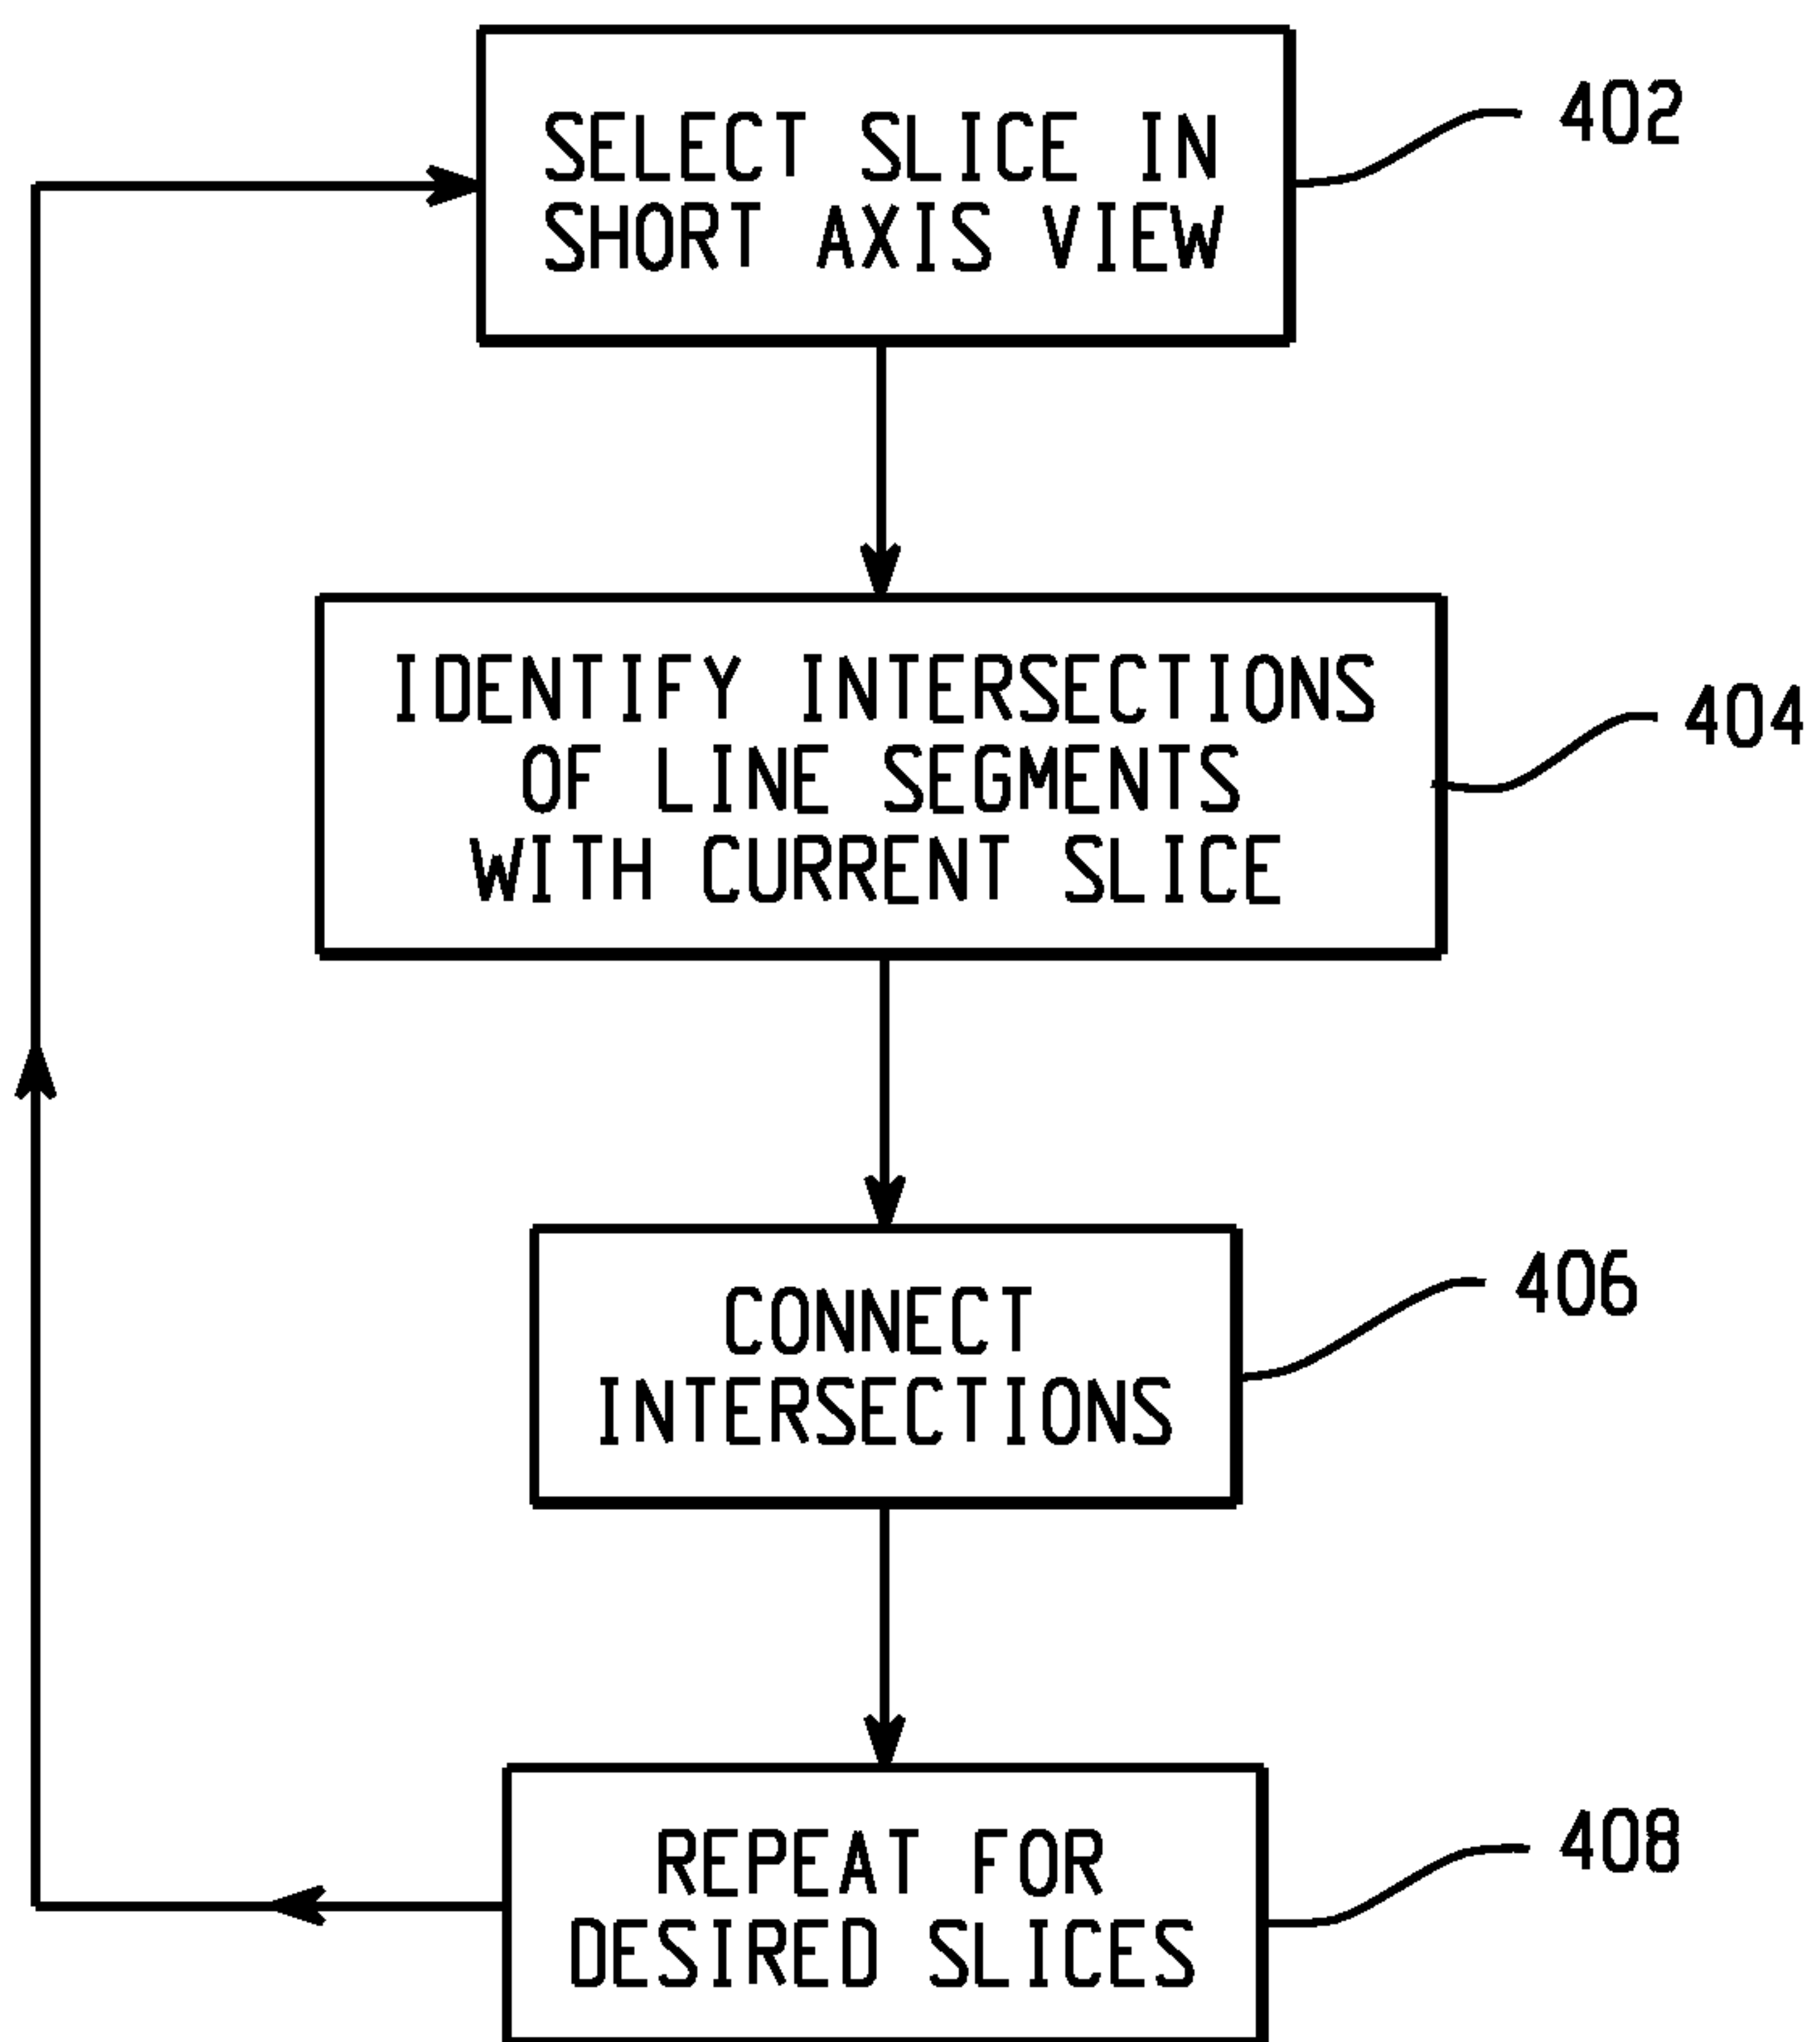 SELECT SLICE IN
SHORT AXIS VIEW
402
IDENTIFY INTERSECTIONS
OF LINE SEGMENTS
WITH CURRENT SLICE
404
CONNECT
INTERSECTIONS
406
REPEAT FOR
DESIRED SLICES
408